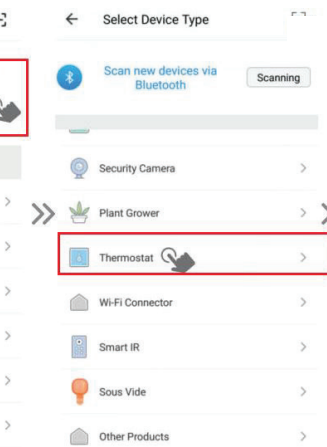 Select Device Type
Scan new devices via
Bluetooth
Scanning
Security Camera
Plant Grower
Thermostat
Wi-Fi Connector
Smart IR
Sous Vide
Other Products